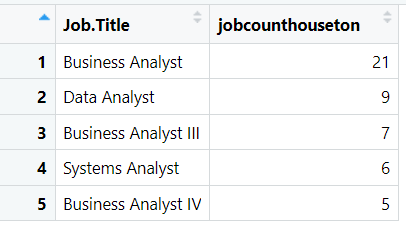 Job.Title jobcounthouseton
1 Business Analyst 21
2 Data Analyst 9
3 Business Analyst III 7
4 Systems Analyst 6
5 Business Analyst IV 5